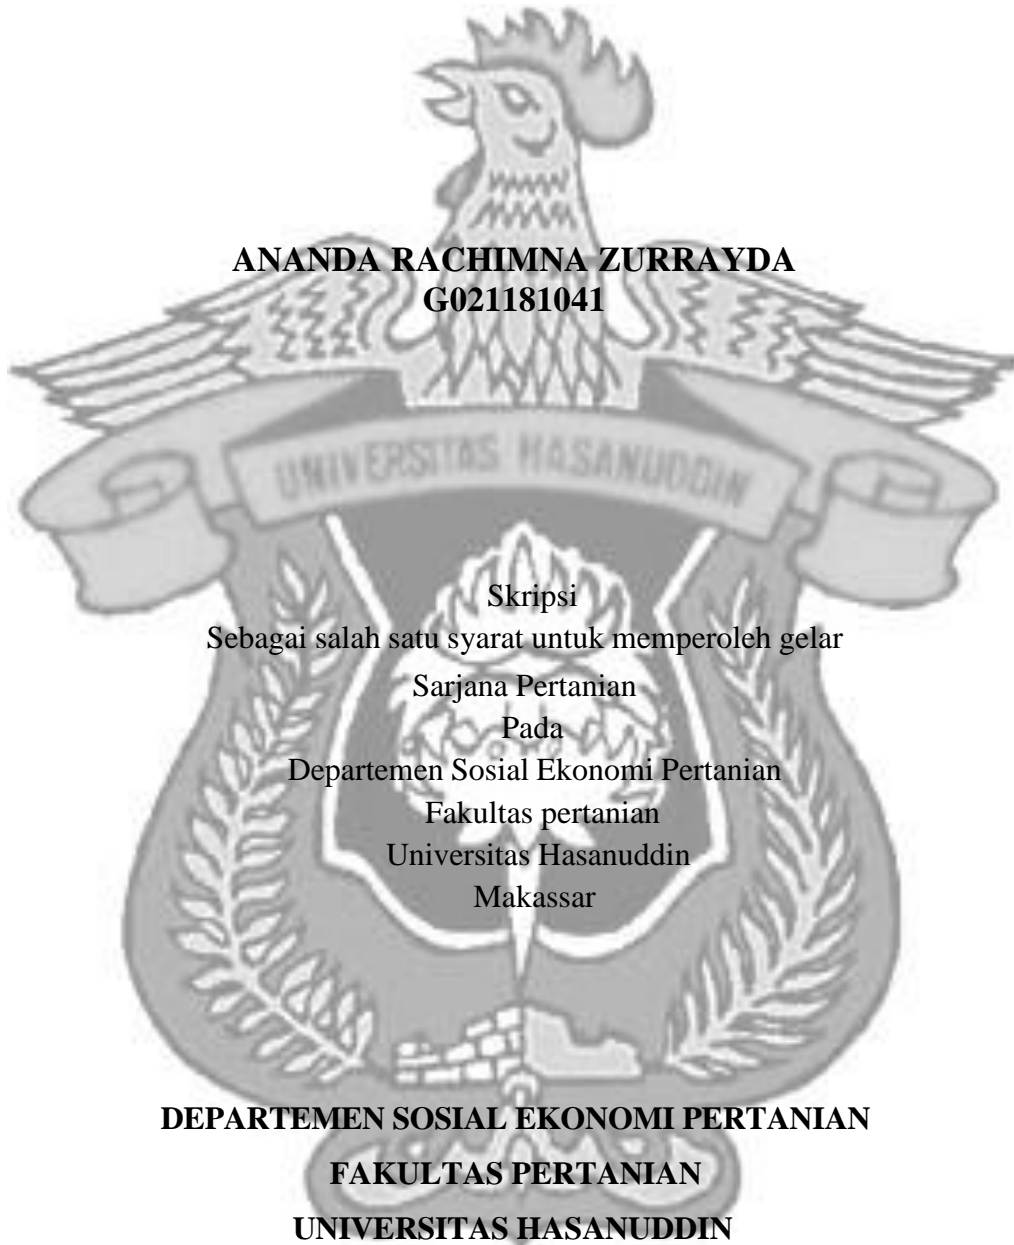 ANANDA RACHIMNA ZURRAYDA
G021181041
UNIVERSITAS HASANUDDIN
Skripsi
Sebagai salah satu syarat untuk memperoleh gelar
Sarjana Pertanian
Pada
Departemen Sosial Ekonomi Pertanian
Fakultas pertanian
Universitas Hasanuddin
Makassar
DEPARTEMEN SOSIAL EKONOMI PERTANIAN
FAKULTAS PERTANIAN
UNIVERSITAS HASANUDDIN